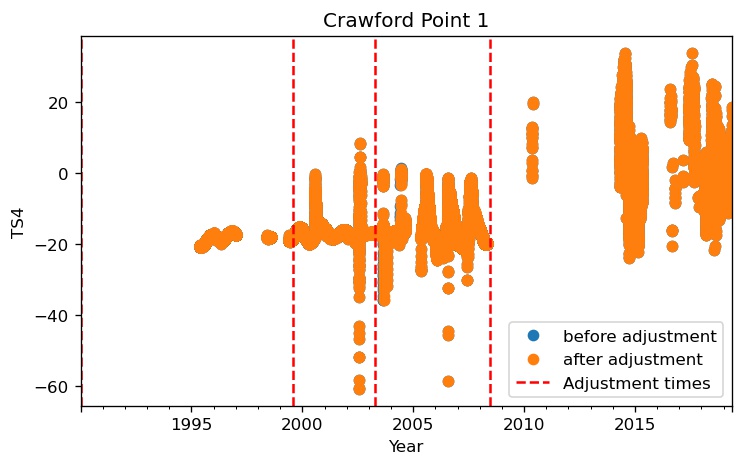 Crawford Point 1
TS4
20
0
−20
−40
−60
before adjustment
after adjustment
Adjustment times
1995 2000 2005 2010 2015
Year